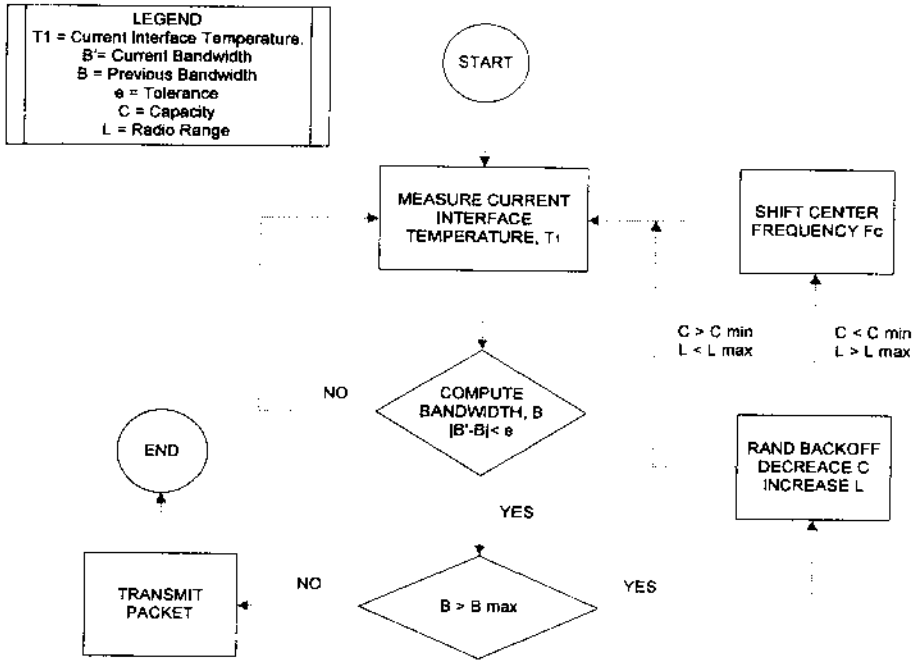 LEGEND
T1 = Current Interface Temperature.
B'= Current Bandwidth
B = Previous Bandwidth
e = Tolerance
C = Capacity
L = Radio Range
START
MEASURE CURRENT
INTERFACE
TEMPERATURE, T1
SHIFT CENTER
FREQUENCY Fc
C > C min
L < L max
C < C min
L > L max
NO
COMPUTE
BANDWIDTH, B
|B'-B|< e
END
RAND BACKOFF
DECREACE C
INCREASE L
YES
TRANSMIT
PACKET
NO
B > B max
YES